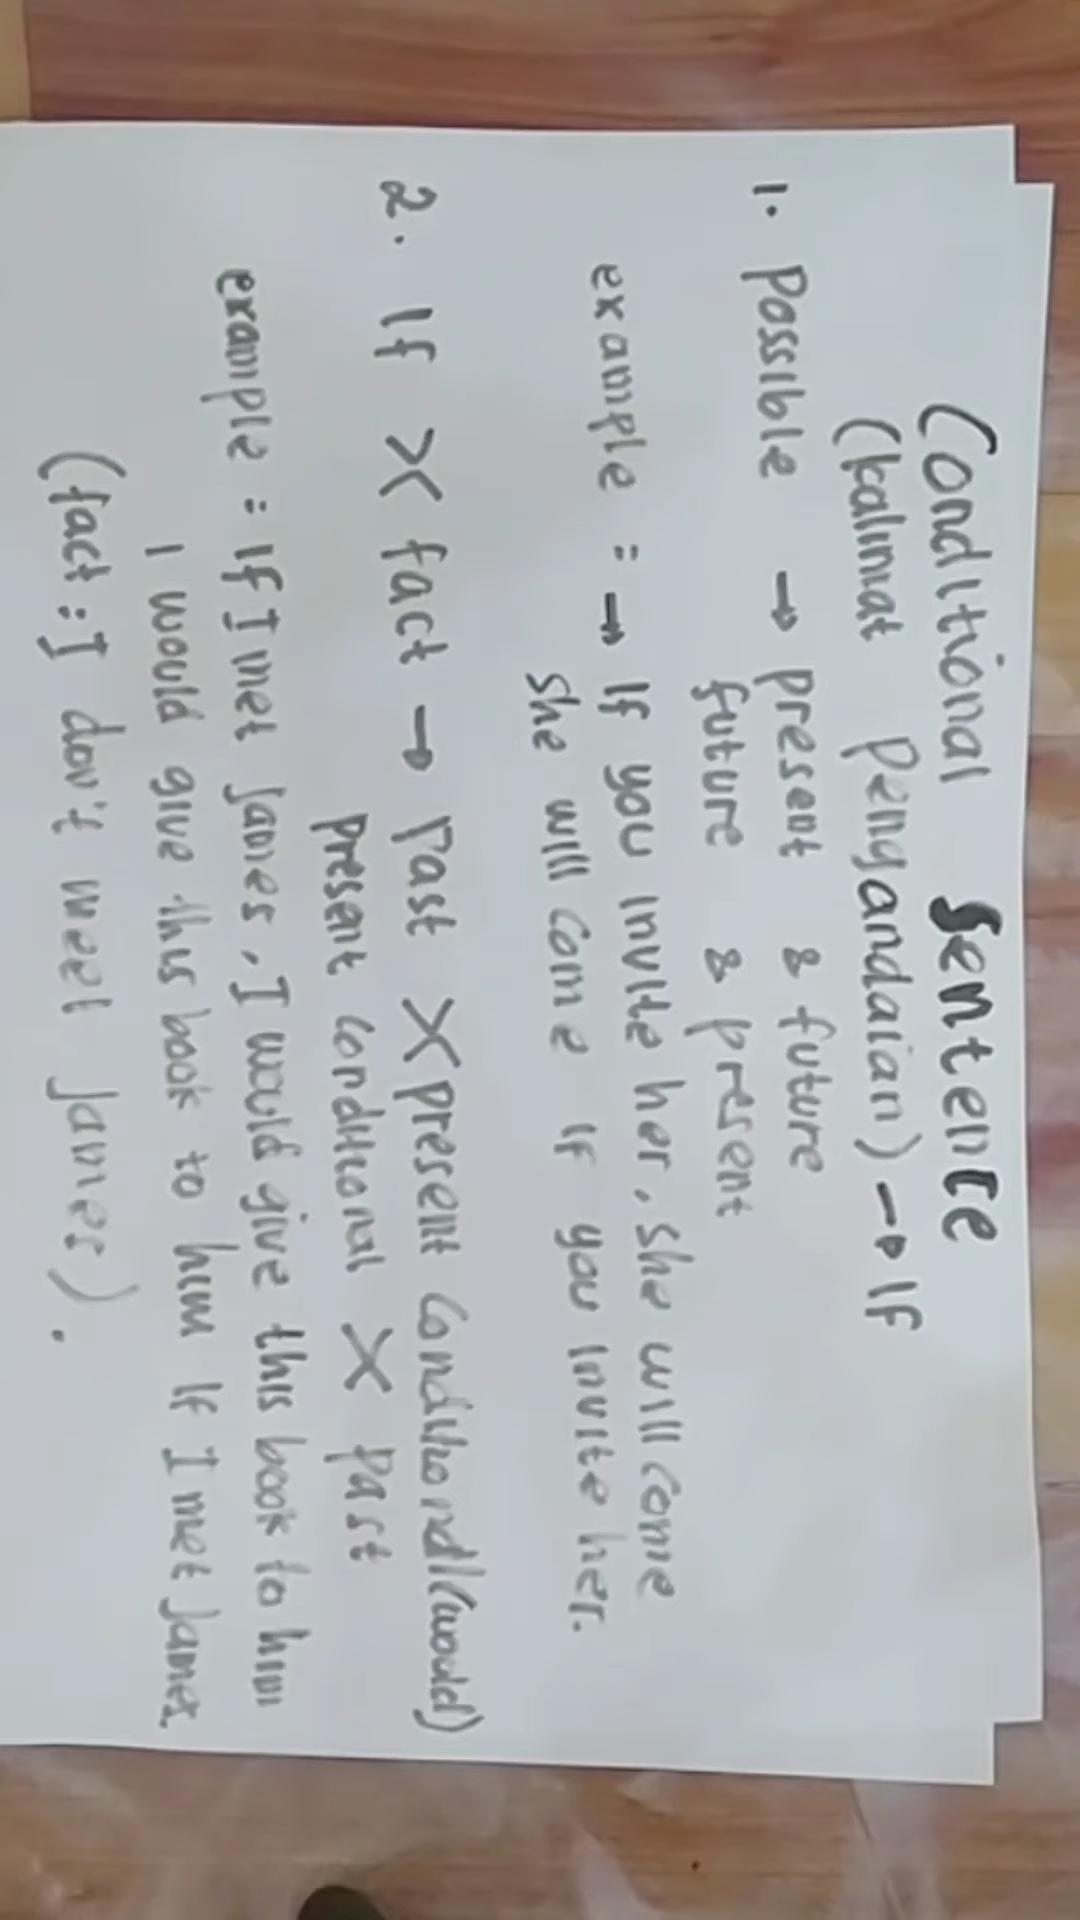 Conditional Sentence
(kalimat pengandaian) → If
1. Possible → present & future
future & present
example : → If you invite her, she will come
she will come if you invite her.
2. If X fact → Past X present conditional (would)
present conditional X past
example : If I met James, I would give this book to him
I would give this book to him if I met James.
(fact : I don't meet James).